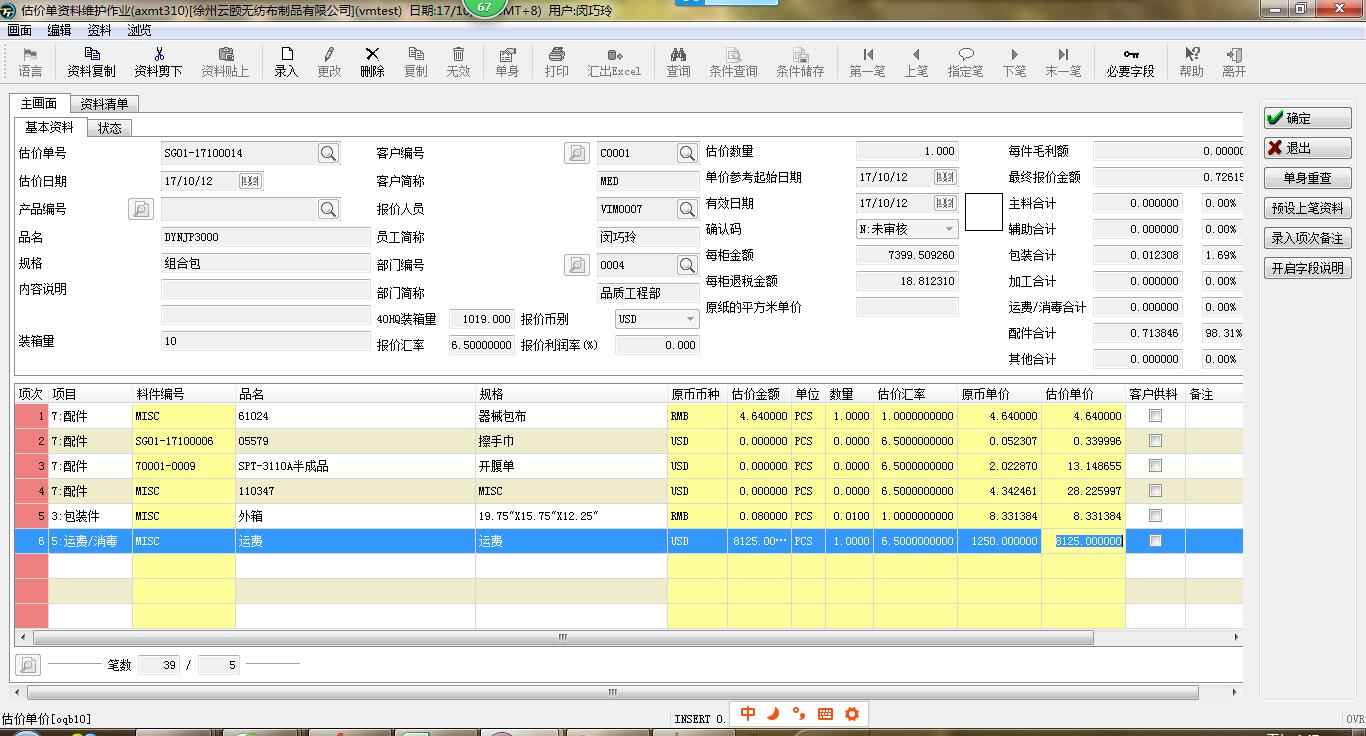 估价单资料维护作业(axmt310)[徐州云颐无纺布制品有限公司](vmtest) 日期:17/10 MT+8) 用户:闵巧玲
67
画面 编辑 资料 浏览
语言 资料复制 资料剪下 资料贴上 录入 更改 删除 复制 无效 单身 打印 汇出Excel 查询 条件查询 条件储存 第一笔 上笔 指定笔 下笔 末一笔 必要字段 帮助 离开
主画面 资料清单
基本资料 状态
估价单号 SG01-17100014 客户编号 C0001 估价数量 1.000 每件毛利额 0.0000
估价日期 17/10/12 客户简称 MED 单价参考起始日期 17/10/12 最终报价金额 0.72615
产品编号 报价人员 VIM0007 有效日期 17/10/12 主料合计 0.000000 0.00%
品名 DYNJP3000 员工简称 闵巧玲 确认码 N:未审核 辅助合计 0.000000 0.00%
规格 组合包 部门编号 0004 每柜金额 7399.509260 包装合计 0.012308 1.69%
内容说明 部门简称 品质工程部 每柜退税金额 18.812310 加工合计 0.000000 0.00%
40HQ装箱量 1019.000 报价币别 USD 原纸的平方米单价 运费/消毒合计 0.000000 0.00%
装箱量 10 报价汇率 6.50000000 报价利润率(%) 0.000 配件合计 0.713846 98.31%
其他合计 0.000000 0.00%
确定
退出
单身重查
预设上笔资料
录入项次备注
开启字段说明
项次 项目 料件编号 品名 规格 原币币种 估价金额 单位 数量 估价汇率 原币单价 估价单价 客户供料 备注
1 7:配件 MISC 61024 器械包布 RMB 4.640000 PCS 1.0000 1.0000000000 4.640000 4.640000
2 7:配件 SG01-17100006 05579 擦手巾 USD 0.000000 PCS 0.0000 6.5000000000 0.052307 0.339996
3 7:配件 70001-0009 SPT-3110A半成品 开腹单 USD 0.000000 PCS 0.0000 6.5000000000 2.022870 13.148655
4 7:配件 MISC 110347 MISC USD 0.000000 PCS 0.0000 6.5000000000 4.342461 28.225997
5 3:包装件 MISC 外箱 19.75"X15.75"X12.25" RMB 0.080000 PCS 0.0100 1.0000000000 8.331384 8.331384
6 5:运费/消毒 MISC 运费 运费 USD 8125.00··· PCS 1.0000 6.5000000000 1250.000000 8125.000000
笔数 39 / 5
估价单价[oqb10] INSERT O. 中 OVR